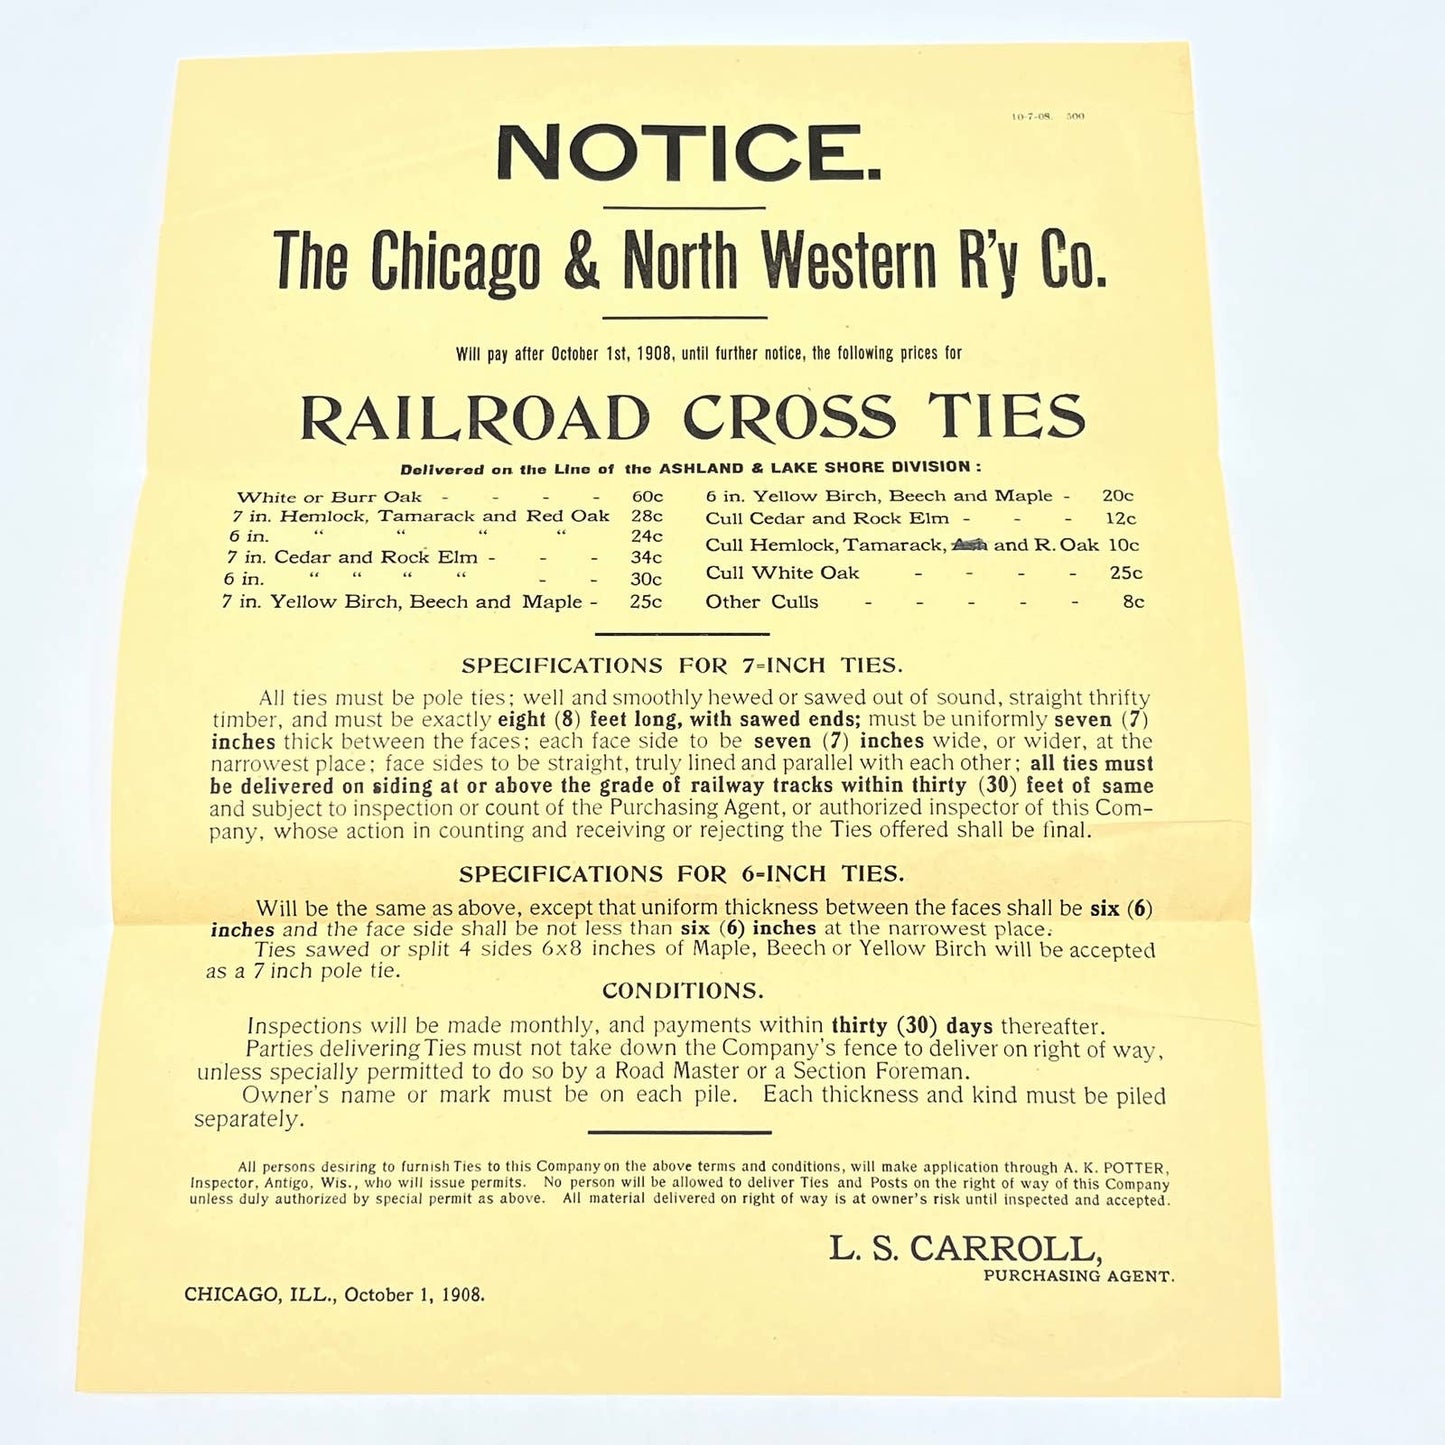 10-7-08. 500
NOTICE.
The Chicago & North Western R'y Co.
Will pay after October 1st, 1908, until further notice, the following prices for
RAILROAD CROSS TIES
Delivered on the Line of the ASHLAND & LAKE SHORE DIVISION :
White or Burr Oak - - - - 60c
7 in. Hemlock, Tamarack and Red Oak 28c
6 in. “ “ “ “ 24c
7 in. Cedar and Rock Elm - - - 34c
6 in. “ “ “ “ - - 30c
7 in. Yellow Birch, Beech and Maple - 25c
6 in. Yellow Birch, Beech and Maple - 20c
Cull Cedar and Rock Elm - - - 12c
Cull Hemlock, Tamarack, Ash and R. Oak 10c
Cull White Oak - - - - 25c
Other Culls - - - - - 8c
SPECIFICATIONS FOR 7=INCH TIES.
All ties must be pole ties; well and smoothly hewed or sawed out of sound, straight thrifty
timber, and must be exactly eight (8) feet long, with sawed ends; must be uniformly seven (7)
inches thick between the faces; each face side to be seven (7) inches wide, or wider, at the
narrowest place; face sides to be straight, truly lined and parallel with each other; all ties must
be delivered on siding at or above the grade of railway tracks within thirty (30) feet of same
and subject to inspection or count of the Purchasing Agent, or authorized inspector of this Com-
pany, whose action in counting and receiving or rejecting the Ties offered shall be final.
SPECIFICATIONS FOR 6=INCH TIES.
Will be the same as above, except that uniform thickness between the faces shall be six (6)
inches and the face side shall be not less than six (6) inches at the narrowest place.
Ties sawed or split 4 sides 6x8 inches of Maple, Beech or Yellow Birch will be accepted
as a 7 inch pole tie.
CONDITIONS.
Inspections will be made monthly, and payments within thirty (30) days thereafter.
Parties delivering Ties must not take down the Company's fence to deliver on right of way,
unless specially permitted to do so by a Road Master or a Section Foreman.
Owner's name or mark must be on each pile. Each thickness and kind must be piled
separately.
All persons desiring to furnish Ties to this Company on the above terms and conditions, will make application through A. K. POTTER,
Inspector, Antigo, Wis., who will issue permits. No person will be allowed to deliver Ties and Posts on the right of way of this Company
unless duly authorized by special permit as above. All material delivered on right of way is at owner's risk until inspected and accepted.
L. S. CARROLL,
PURCHASING AGENT.
CHICAGO, ILL., October 1, 1908.